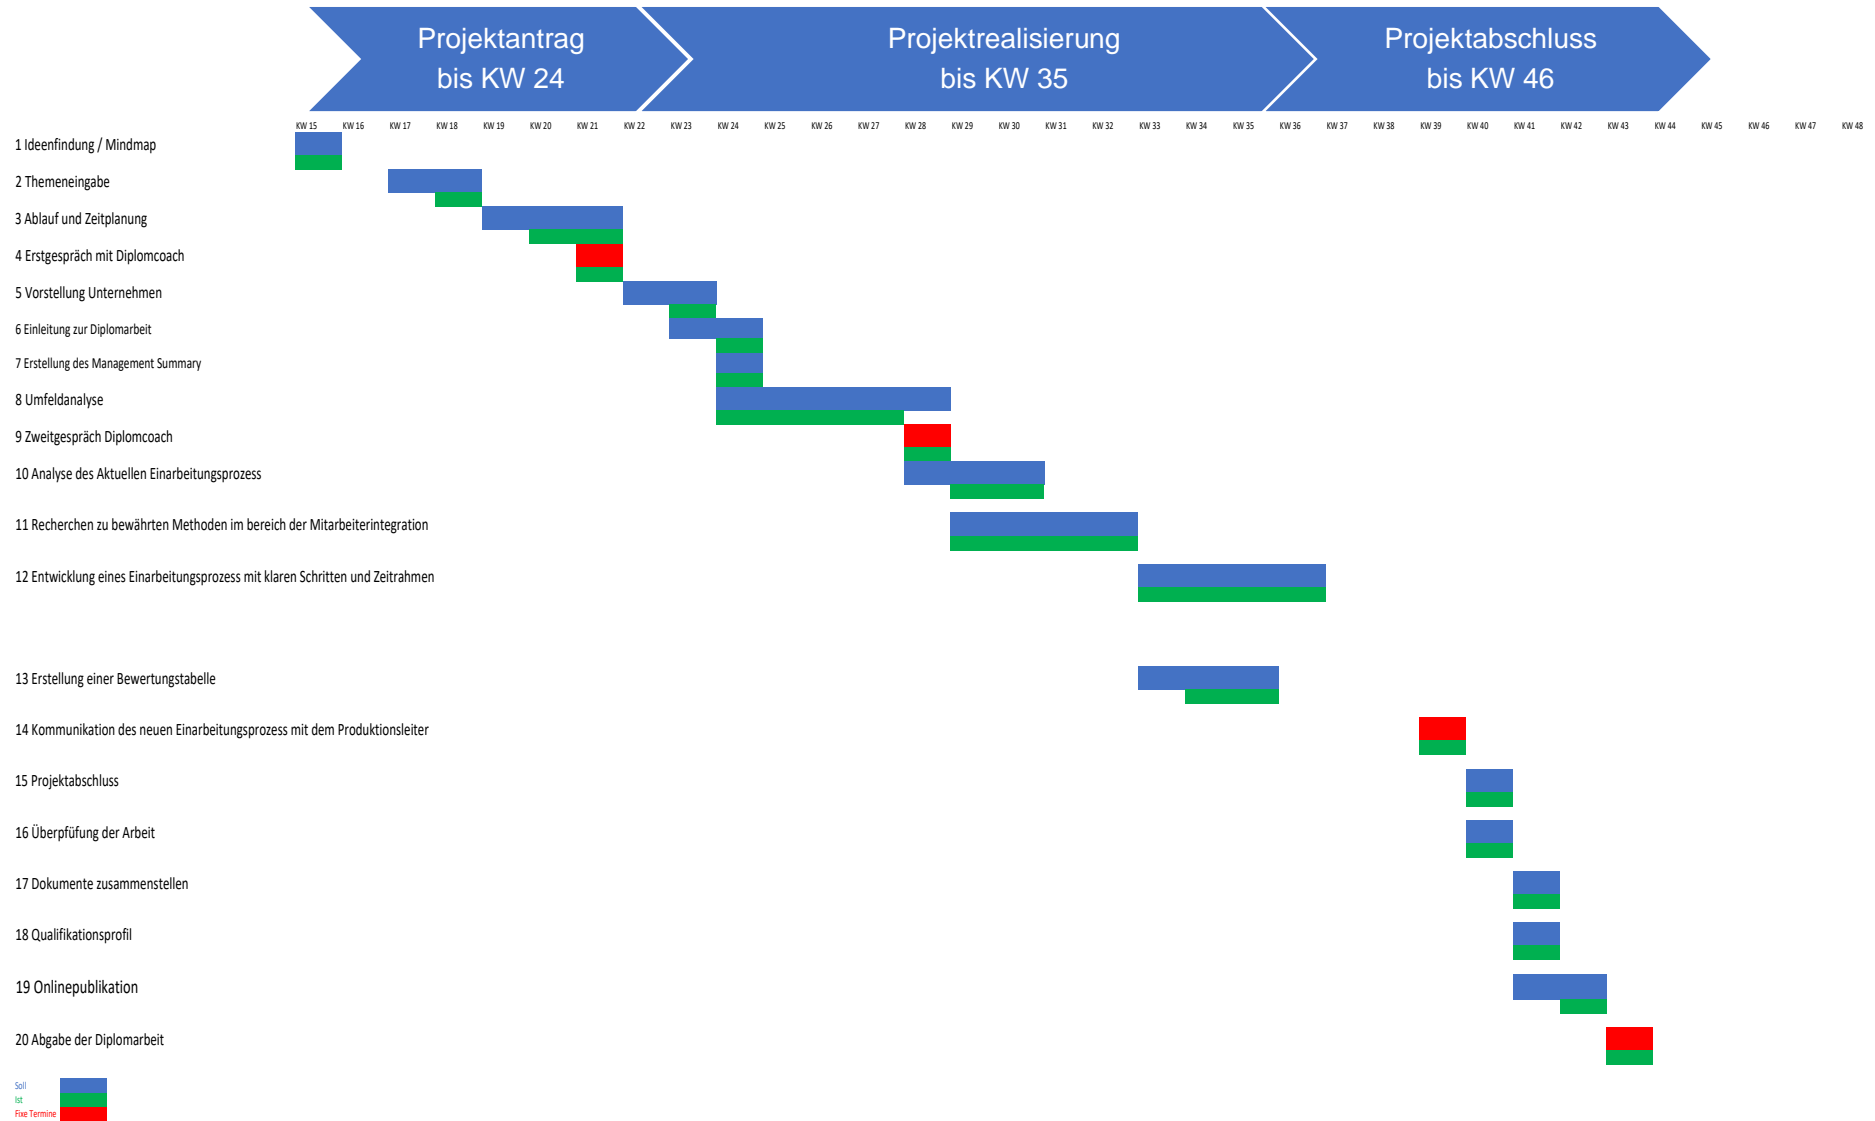 Projektantrag
bis KW 24
Projektrealisierung
bis KW 35
Projektabschluss
bis KW 46
KW 15 KW 16 KW 17 KW 18 KW 19 KW 20 KW 21 KW 22 KW 23 KW 24 KW 25 KW 26 KW 27 KW 28 KW 29 KW 30 KW 31 KW 32 KW 33 KW 34 KW 35 KW 36 KW 37 KW 38 KW 39 KW 40 KW 41 KW 42 KW 43 KW 44 KW 45 KW 46 KW 47 KW 48
1 Ideenfindung / Mindmap
2 Themeneingabe
3 Ablauf und Zeitplanung
4 Erstgespräch mit Diplomcoach
5 Vorstellung Unternehmen
6 Einleitung zur Diplomarbeit
7 Erstellung des Management Summary
8 Umfeldanalyse
9 Zweitgespräch Diplomcoach
10 Analyse des Aktuellen Einarbeitungsprozess
11 Recherchen zu bewährten Methoden im bereich der Mitarbeiterintegration
12 Entwicklung eines Einarbeitungsprozess mit klaren Schritten und Zeitrahmen
13 Erstellung einer Bewertungstabelle
14 Kommunikation des neuen Einarbeitungsprozess mit dem Produktionsleiter
15 Projektabschluss
16 Überpfüfung der Arbeit
17 Dokumente zusammenstellen
18 Qualifikationsprofil
19 Onlinepublikation
20 Abgabe der Diplomarbeit
Soll
Ist
Fixe Termine